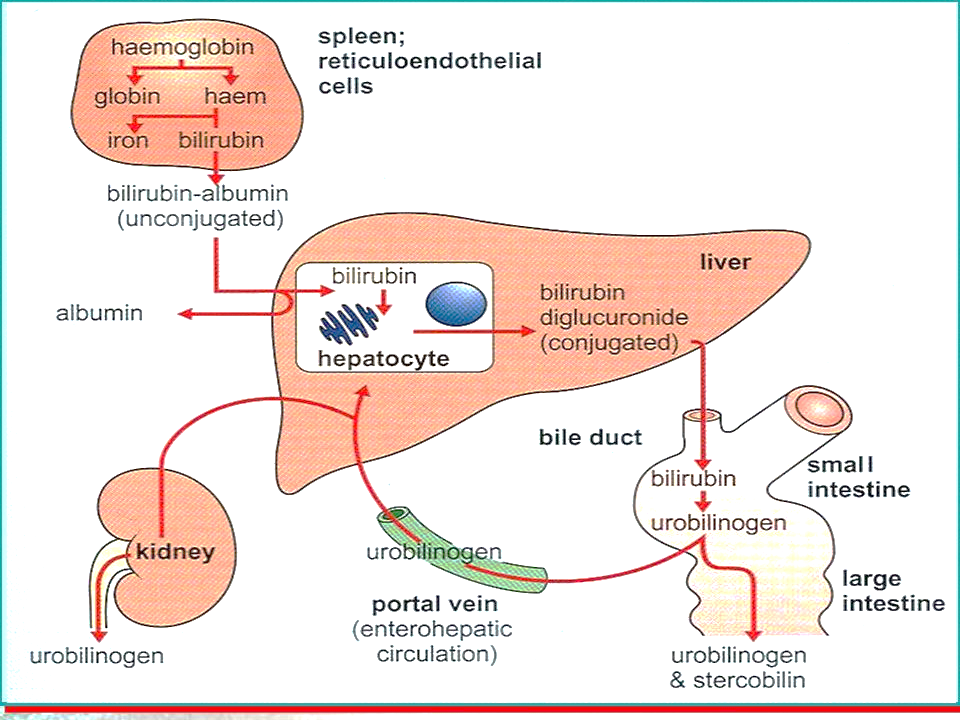 haemoglobin
globin
haem
iron
bilirubin
spleen;
reticuloendothelial
cells
bilirubin-albumin
(unconjugated)
albumin
bilirubin
hepatocyte
liver
bilirubin
diglucuronide
(conjugated)
bile duct
bilirubin
urobilinogen
small
intestine
large
intestine
kidney
urobilinogen
portal vein
(enterohepatic
circulation)
urobilinogen
urobilinogen
& stercobilin